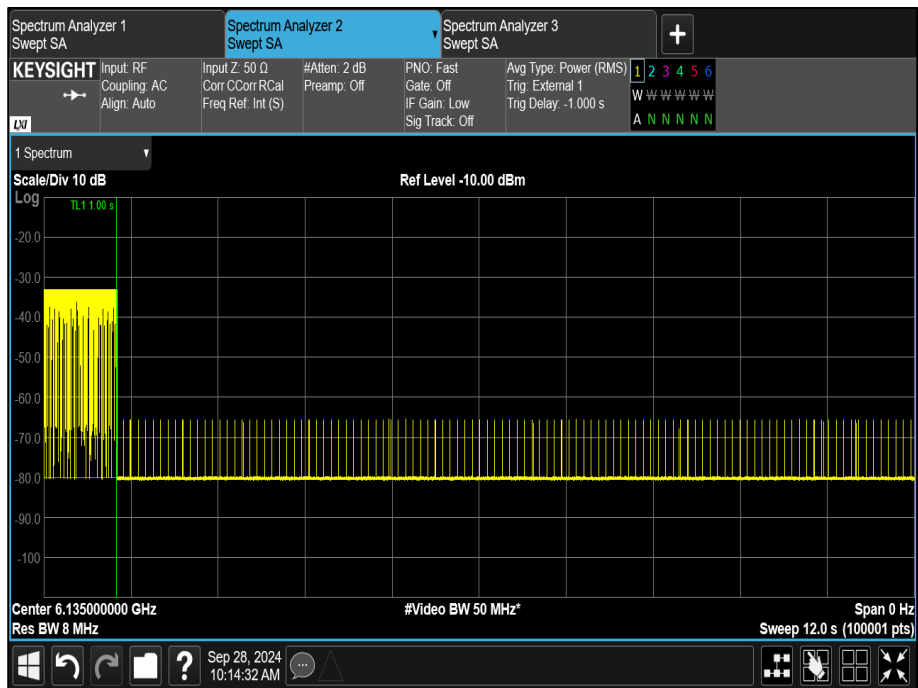 Spectrum Analyzer 1
Swept SA
Spectrum Analyzer 2
Swept SA
Spectrum Analyzer 3
Swept SA
+
KEYSIGHT
LXI
Input: RF
Coupling: AC
Align: Auto
Input Z: 50 Ω
Corr CCorr RCal
Freq Ref: Int (S)
#Atten: 2 dB
Preamp: Off
PNO: Fast
Gate: Off
IF Gain: Low
Sig Track: Off
Avg Type: Power (RMS)
Trig: External 1
Trig Delay: -1.000 s
1 2 3 4 5 6
W W W W W W
A N N N N N
1 Spectrum
Scale/Div 10 dB
Ref Level -10.00 dBm
Log
TL1 1.00 s
-20.0
-30.0
-40.0
-50.0
-60.0
-70.0
-80.0
-90.0
-100
Center 6.135000000 GHz
#Video BW 50 MHz*
Span 0 Hz
Res BW 8 MHz
Sweep 12.0 s (100001 pts)
?
Sep 28, 2024
10:14:32 AM